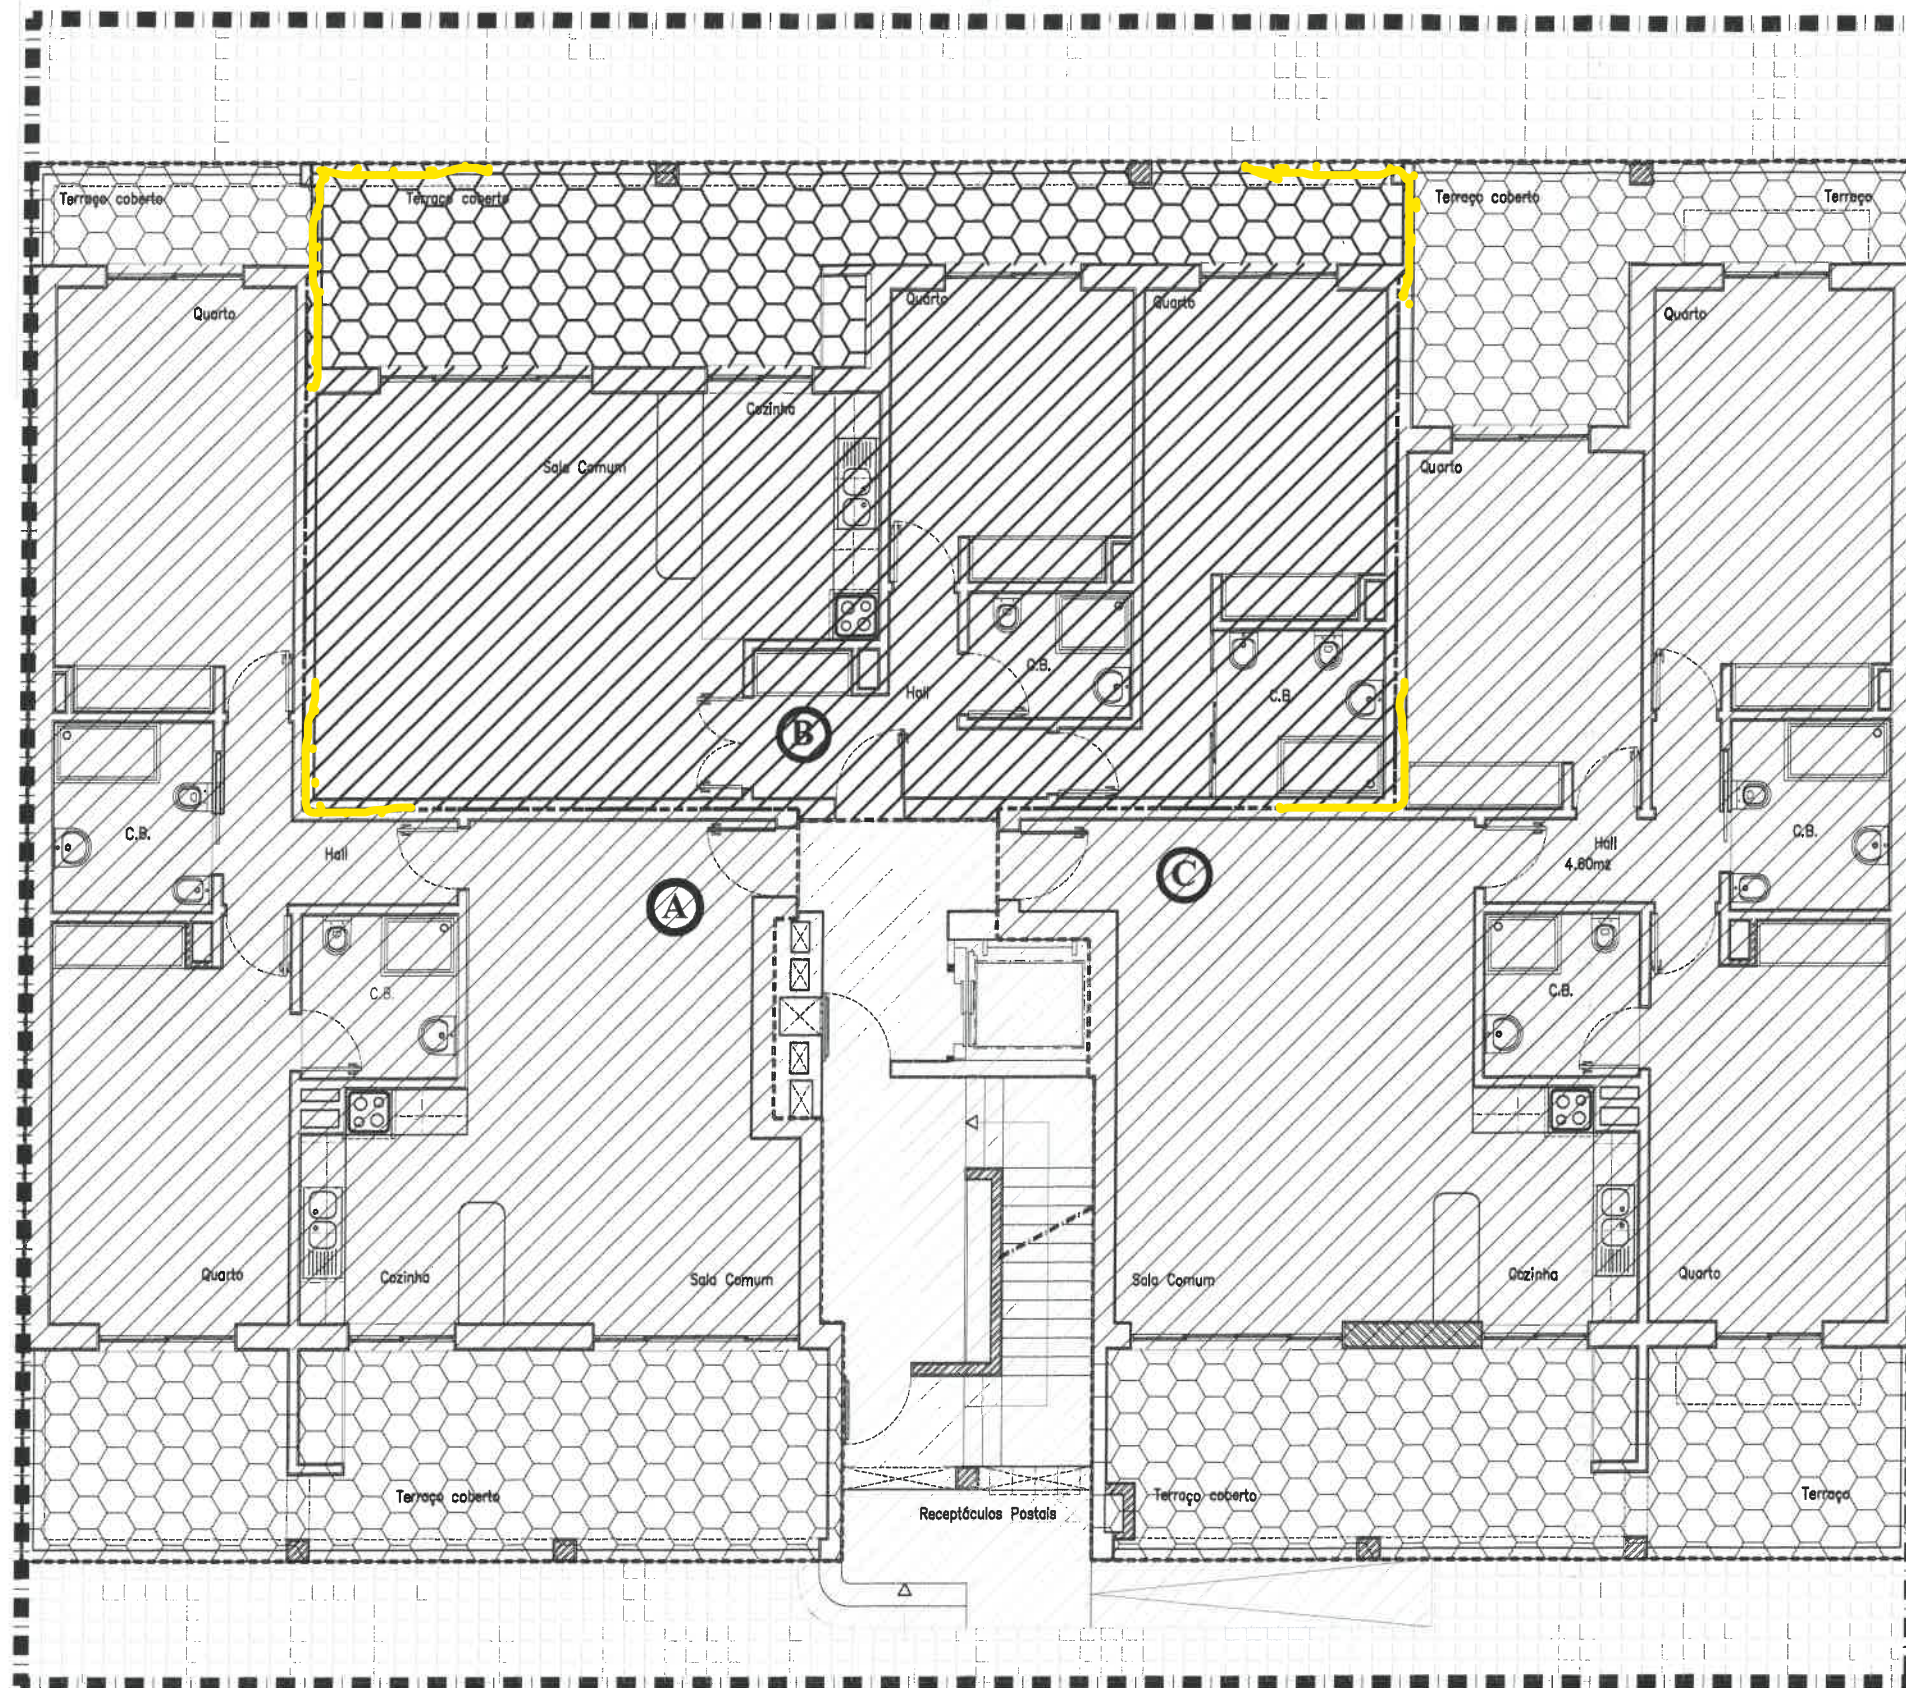 Terraço coberto
Terraço coberto
Terraço coberto
Terraço
Quarto
Quarto
Quarto
Quarto
Cozinha
Sala Comum
Quarto
C.B.
Hall
C.B.
B
C.B.
Hall
C.B.
Hall
4.60m2
A
C
C.B.
C.B.
Quarto
Cozinha
Sala Comum
Sala Comum
Cozinha
Quarto
Terraço coberto
Receptáculos Postais
Terraço coberto
Terraço